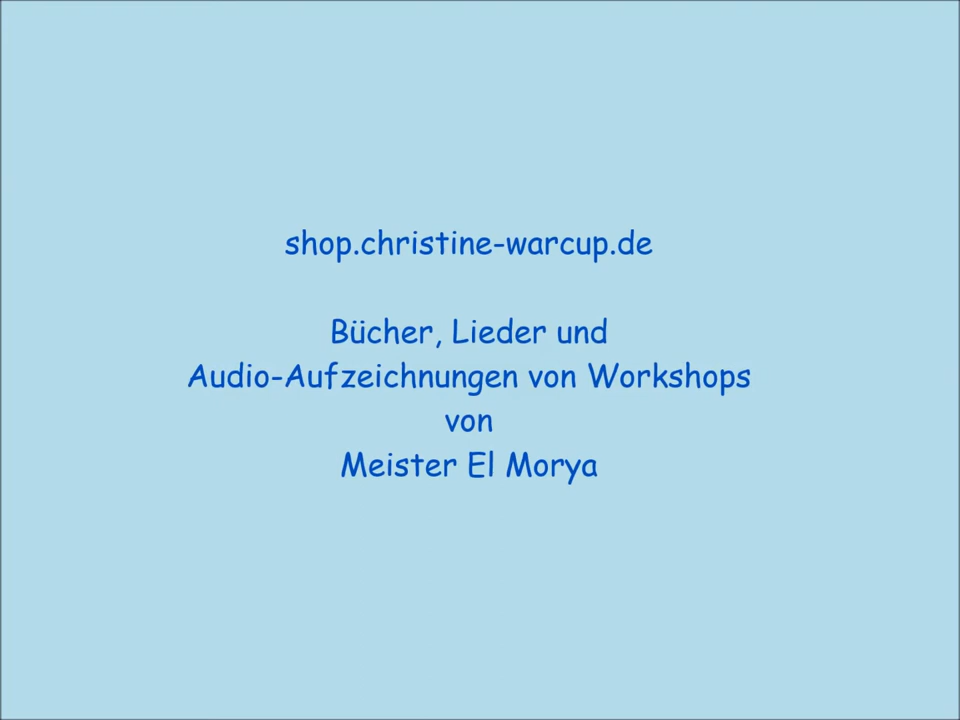 shop.christine-warcup.de
Bücher, Lieder und
Audio-Aufzeichnungen von Workshops
von
Meister El Morya